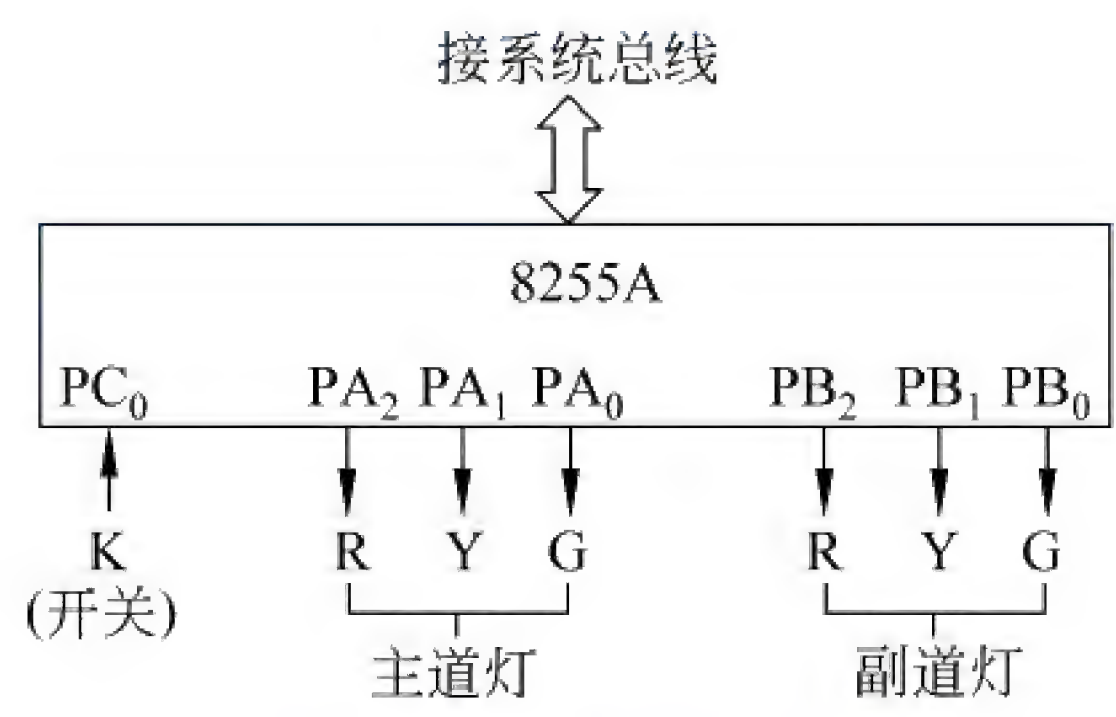 接系统总线
8255A
PC₀ PA₂ PA₁ PA₀ PB₂ PB₁ PB₀
K R Y G R Y G
(开关)
主道灯 副道灯